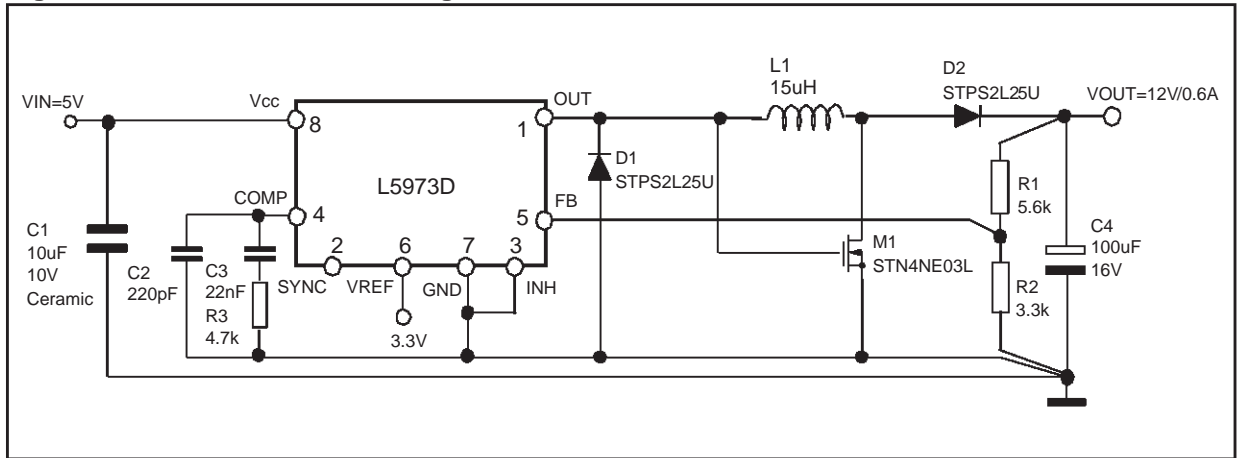 L1
15uH
D2
STPS2L25U
VOUT=12V/0.6A
VIN=5V
Vcc
OUT
8
1
D1
STPS2L25U
L5973D
COMP
4
FB
5
R1
5.6k
C1
10uF
10V
Ceramic
C2
220pF
C3
22nF
R3
4.7k
2
6
7
3
SYNC
VREF
GND
INH
3.3V
M1
STN4NE03L
R2
3.3k
C4
100uF
16V